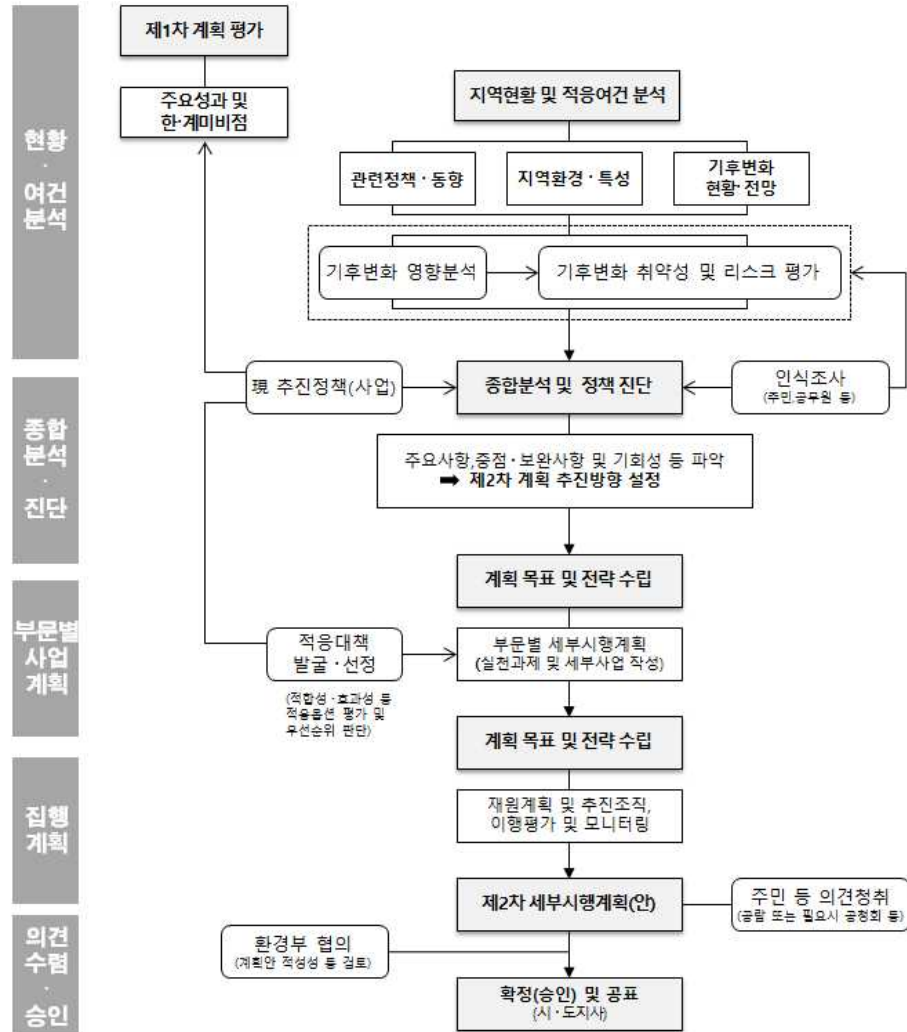 현황
·
여건
분석
제1차 계획 평가
주요성과 및
한·계미비점
지역현황 및 적응여건 분석
관련정책·동향
지역환경·특성
기후변화
현황·전망
기후변화 영향분석
기후변화 취약성 및 리스크 평가
종합
분석
·
진단
現 추진정책(사업)
종합분석 및 정책 진단
인식조사
(주민,공무원 등)
주요사항,중점·보완사항 및 기회성 등 파악
➡ 제2차 계획 추진방향 설정
부문별
사업
계획
계획 목표 및 전략 수립
적응대책
발굴·선정
(적합성·효과성 등
적응옵션 평가 및
우선순위 판단)
부문별 세부시행계획
(실천과제 및 세부사업 작성)
계획 목표 및 전략 수립
집행
계획
재원계획 및 추진조직,
이행평가 및 모니터링
제2차 세부시행계획(안)
주민 등 의견청취
(공람 또는 필요시 공청회 등)
의견
수렴
·
승인
환경부 협의
(계획안 적성성 등 검토)
확정(승인) 및 공표
(시·도지사)